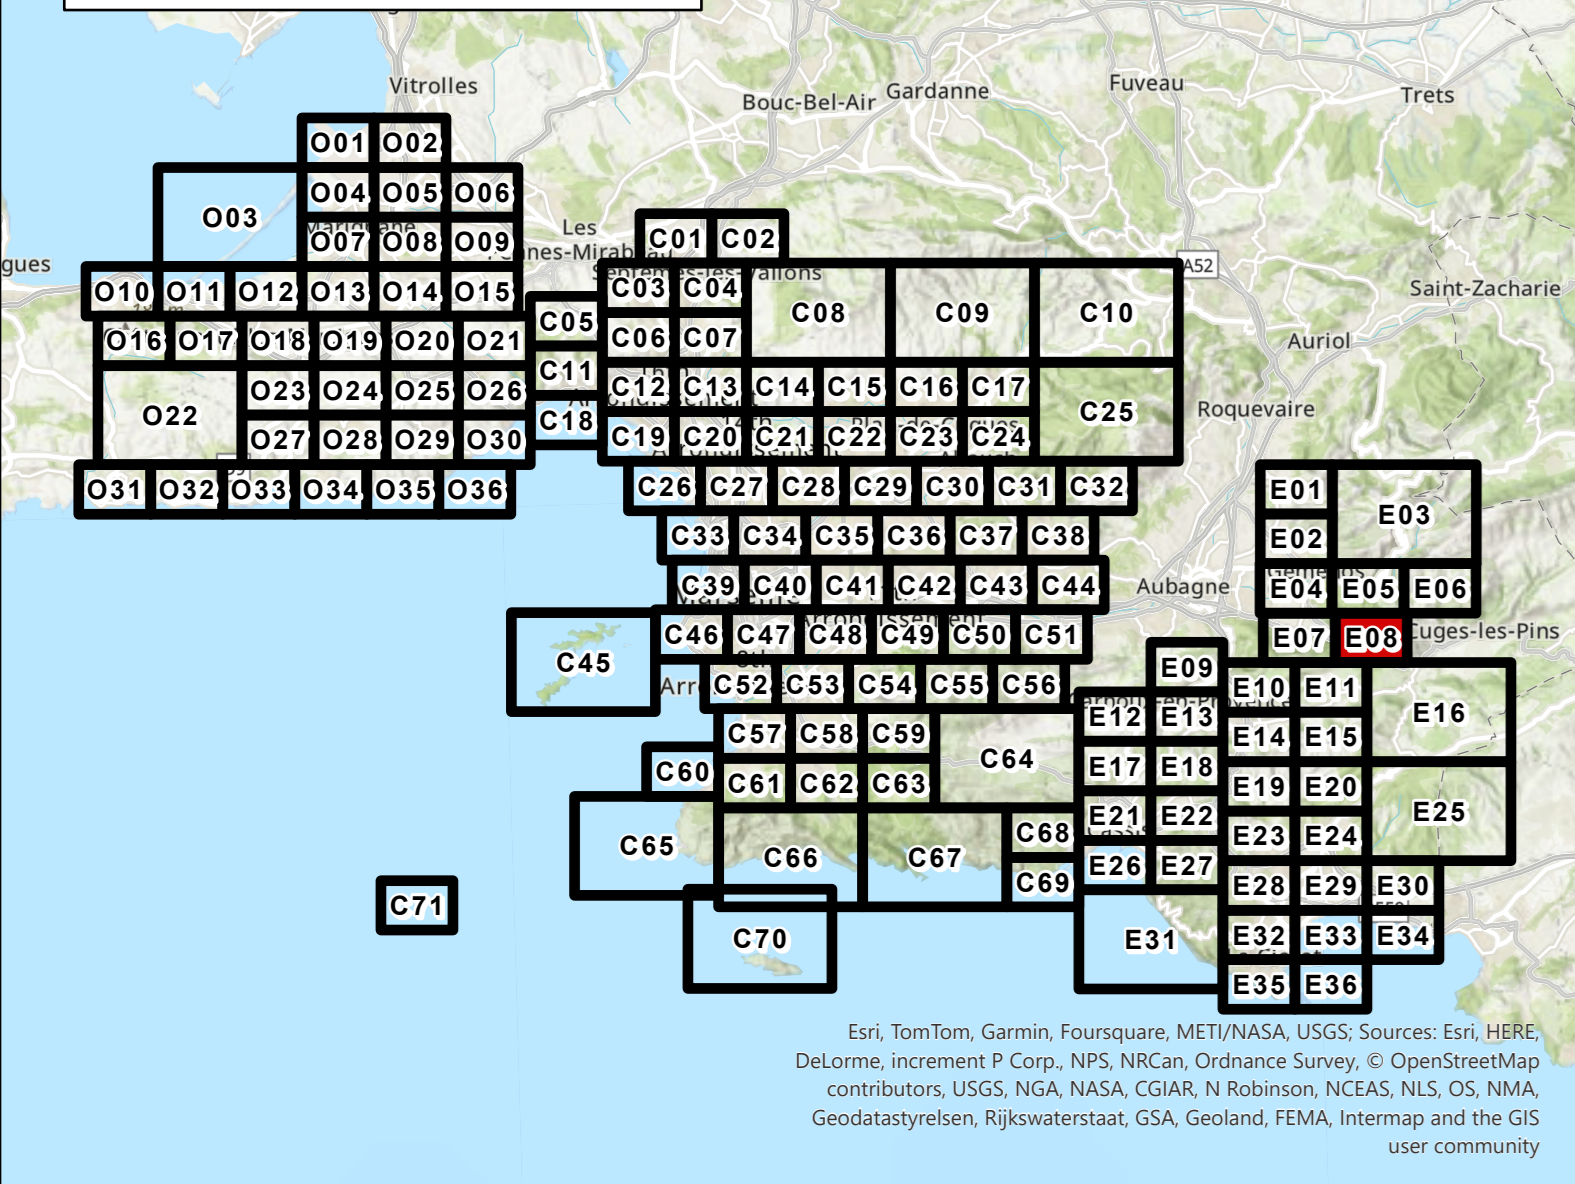 Vitrolles
Bouc-Bel-Air
Gardanne
Fuveau
Trets
O01 O02
O03 O04 O05 O06
O07 O08 O09
Les
C01 C02
A52
gues
Septèmes-les-Vallons
O10 O11 O12 O13 O14 O15
C03 C04
C08 C09 C10
Saint-Zacharie
C05
O16 O17 O18 O19 O20 O21
C06 C07
Auriol
C11
O22 O23 O24 O25 O26
C12 C13 C14 C15 C16 C17
C25
Roquevaire
C18
O27 O28 O29 O30
C19 C20 C21 C22 C23 C24
O31 O32 O33 O34 O35 O36
C26 C27 C28 C29 C30 C31 C32
E01
E03
E02
C33 C34 C35 C36 C37 C38
Gémenos
C39 C40 C41 C42 C43 C44
Aubagne
E04 E05 E06
C45
C46 C47 C48 C49 C50 C51
E07 E08
Cuges-les-Pins
C52 C53 C54 C55 C56
E09
E10 E11
E16
E12 E13
C57 C58 C59
C64
E14 E15
C60
C61 C62 C63
E17 E18
E19 E20
E25
C65
C66 C67
C68
E21 E22
E23 E24
C69
E26 E27
E28 E29 E30
C71
C70
E31
E32 E33 E34
E35 E36
Esri, TomTom, Garmin, Foursquare, METI/NASA, USGS; Sources: Esri, HERE,
DeLorme, increment P Corp., NPS, NRCan, Ordnance Survey, © OpenStreetMap
contributors, USGS, NGA, NASA, CGIAR, N Robinson, NCEAS, NLS, OS, NMA,
Geodatastyrelsen, Rijkswaterstaat, GSA, Geoland, FEMA, Intermap and the GIS
user community